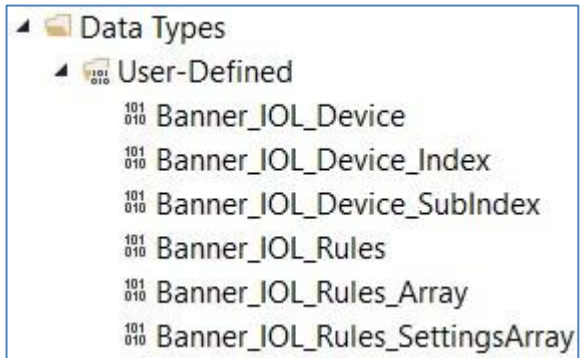 Data Types
User-Defined
Banner_IOL_Device
Banner_IOL_Device_Index
Banner_IOL_Device_SubIndex
Banner_IOL_Rules
Banner_IOL_Rules_Array
Banner_IOL_Rules_SettingsArray